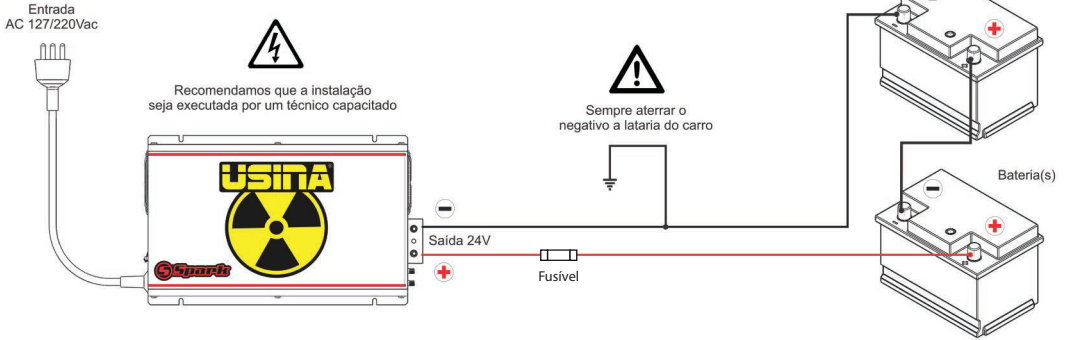 Entrada
AC 127/220Vac
Recomendamos que a instalação
seja executada por um técnico capacitado
Sempre aterrar o
negativo a lataria do carro
Bateria(s)
USINA
Spark
Saída 24V
Fusível